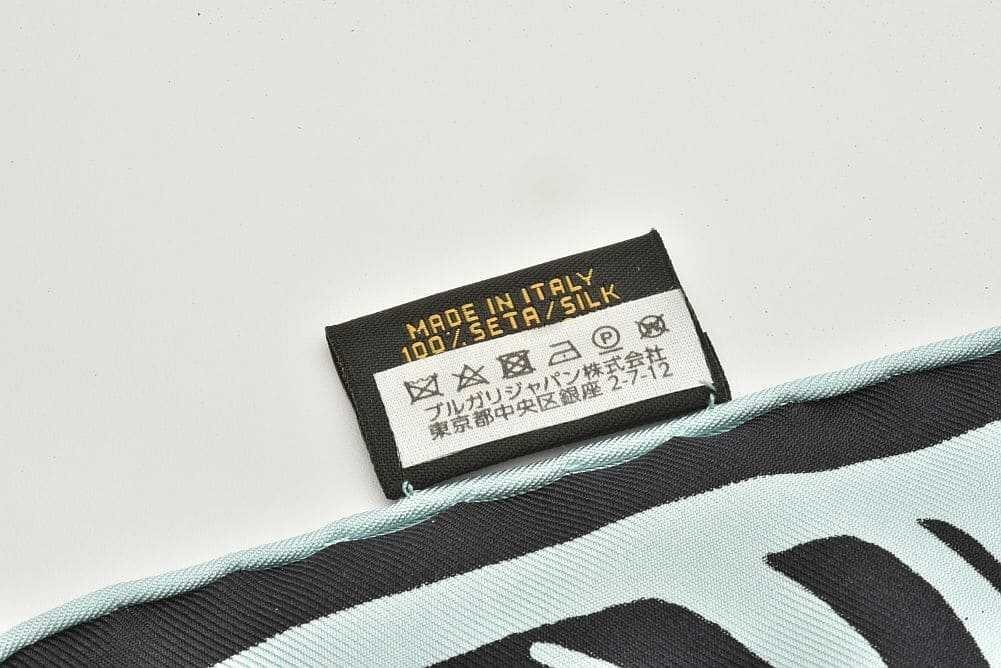 MADE IN ITALY
100% SETA/SILK
ブルガリジャパン株式会社
東京都中央区銀座 2-7-12